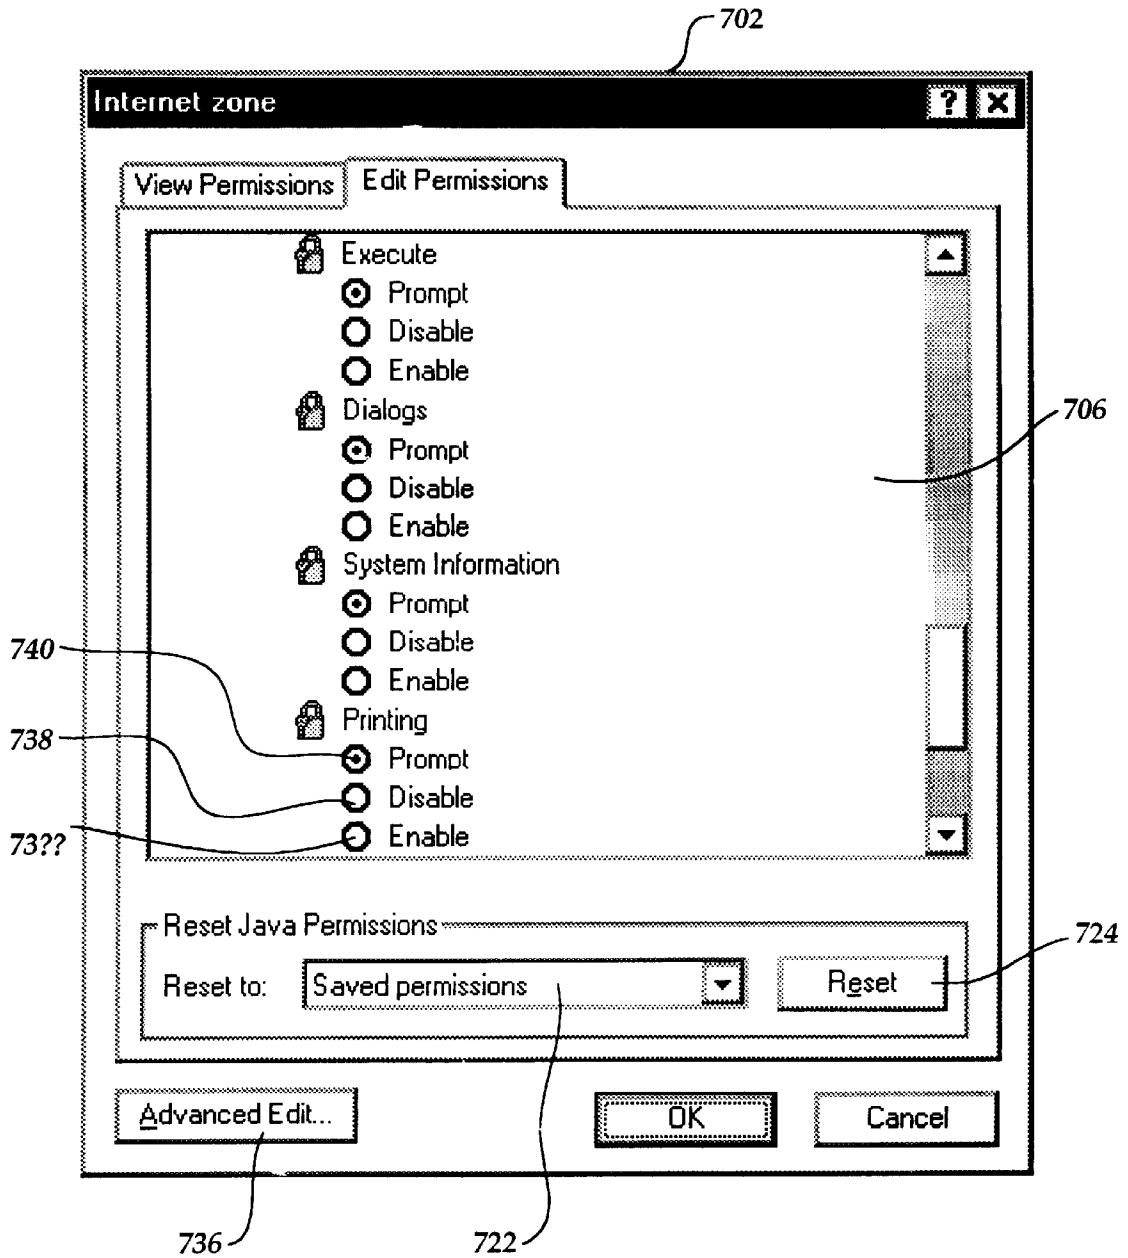 702
Internet zone
View Permissions
Edit Permissions
Execute
Prompt
Disable
Enable
Dialogs
706
Prompt
Disable
Enable
System Information
Prompt
740
Disable
Enable
Printing
738
Prompt
Disable
73??
Enable
Reset Java Permissions
724
Reset to:
Saved permissions
Reset
Advanced Edit...
OK
Cancel
736
722